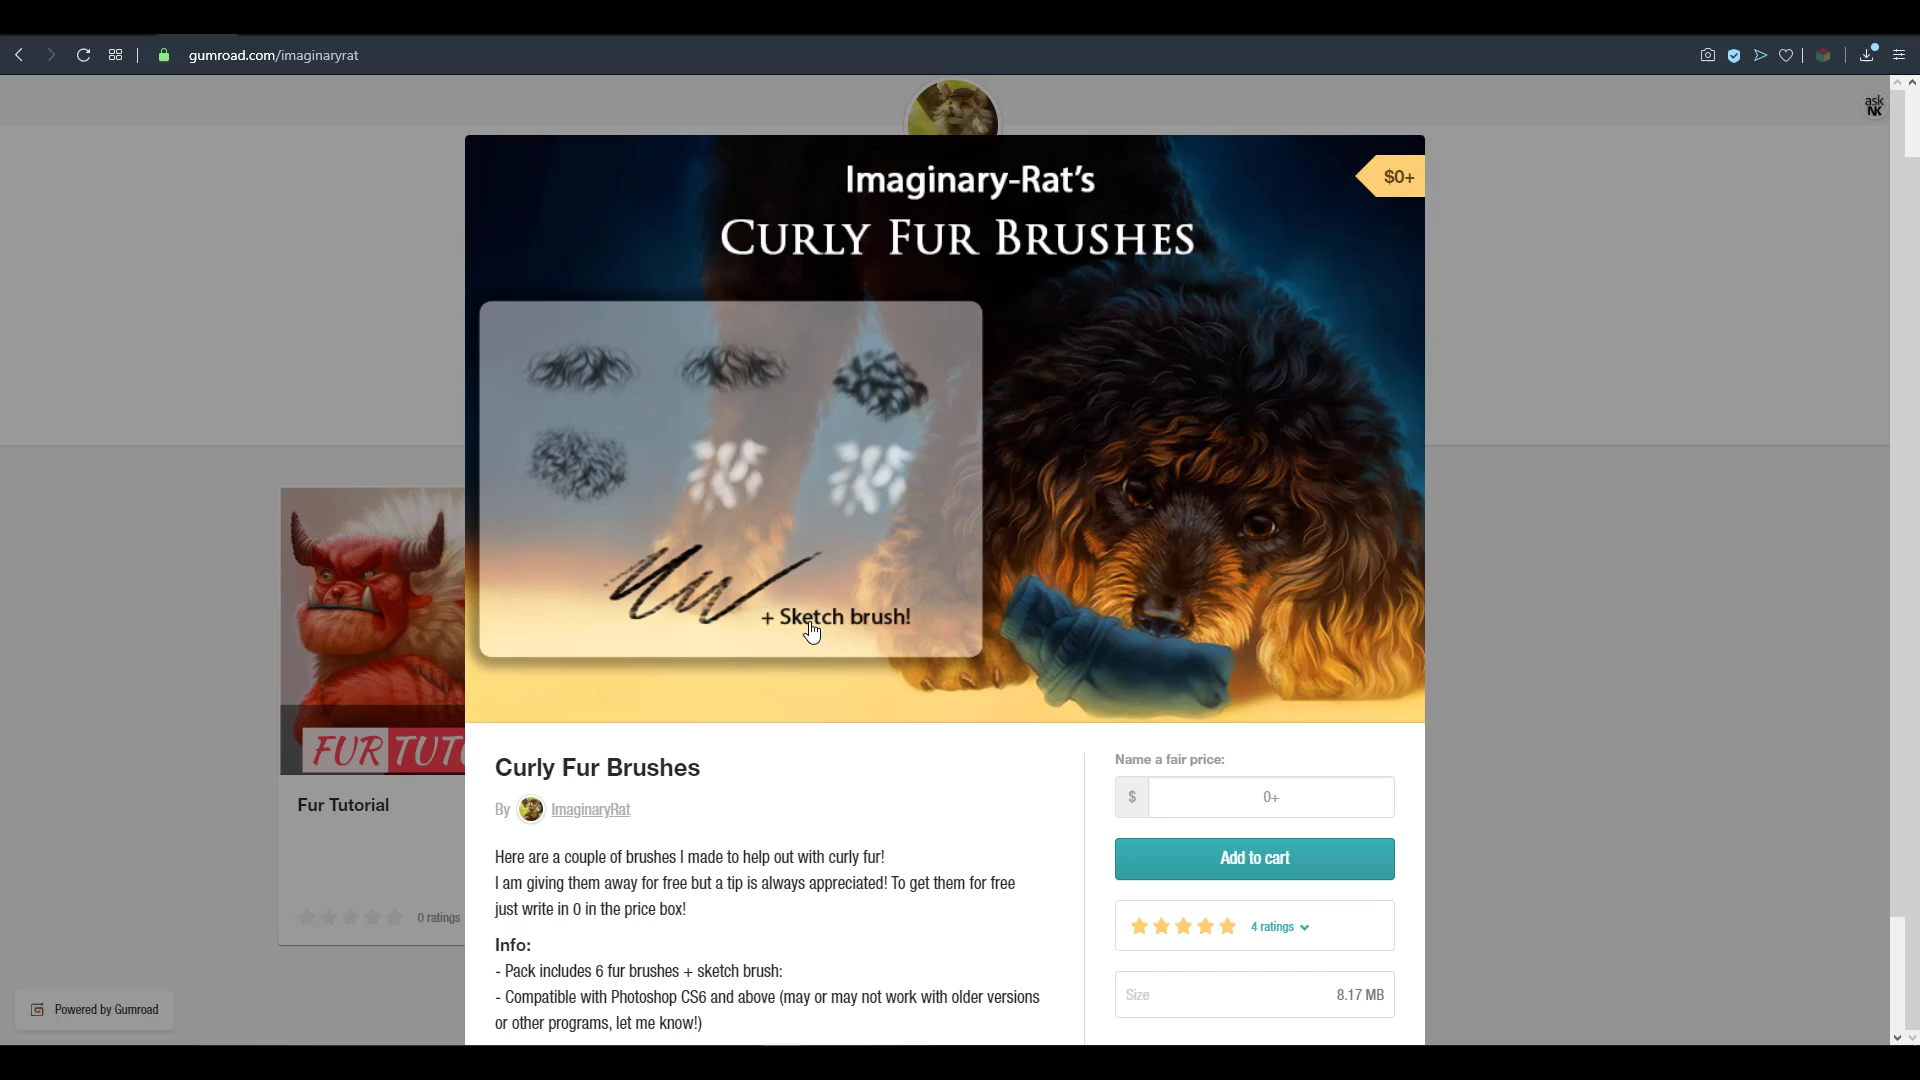 gumroad.com/imaginaryrat
ask
NK
Imaginary-Rat's
CURLY FUR BRUSHES
$0+
+ Sketch brush!
FUR TUTO
Fur Tutorial
0 ratings
Curly Fur Brushes
By ImaginaryRat
Here are a couple of brushes I made to help out with curly fur!
I am giving them away for free but a tip is always appreciated! To get them for free
just write in 0 in the price box!
Info:
- Pack includes 6 fur brushes + sketch brush:
- Compatible with Photoshop CS6 and above (may or may not work with older versions
or other programs, let me know!)
Name a fair price:
$ 0+
Add to cart
4 ratings
Size 8.17 MB
Powered by Gumroad